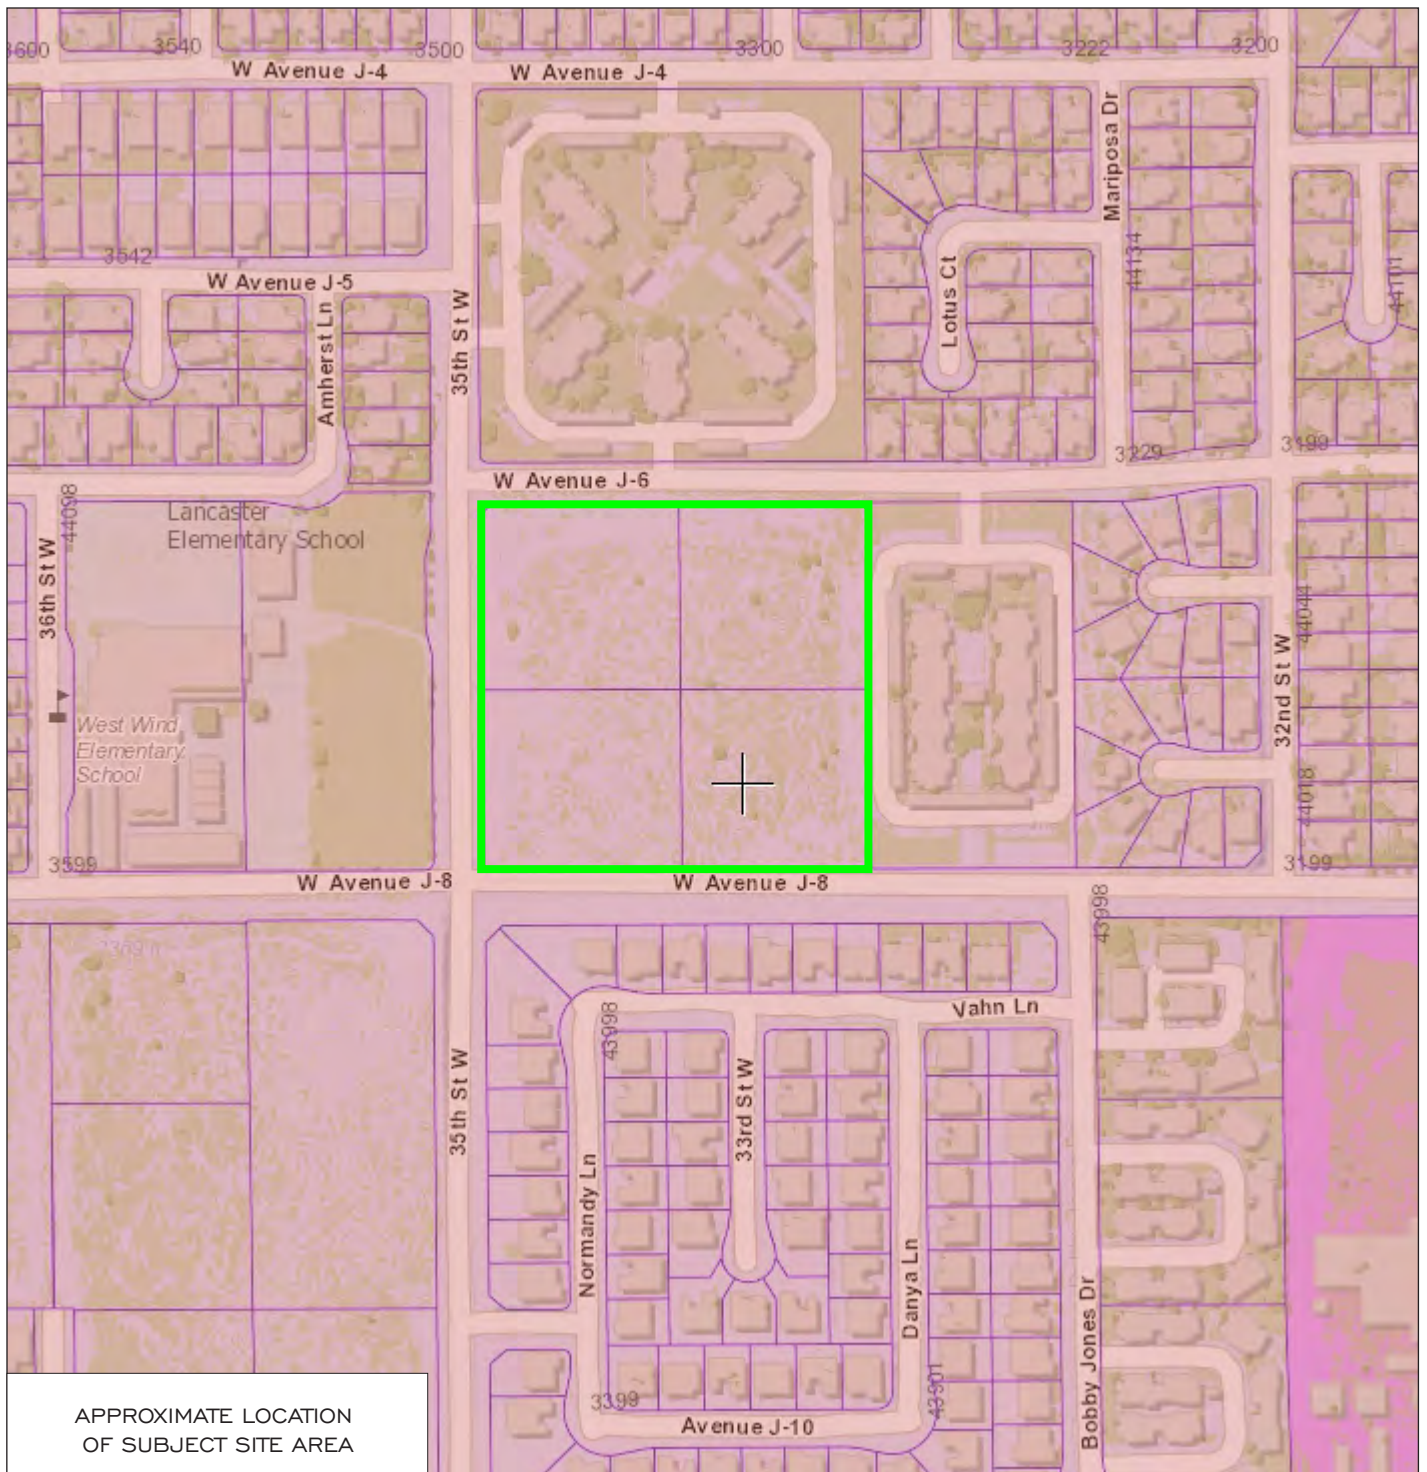 3600
3540
3500
3300
3222
3200
W Avenue J-4
W Avenue J-4
Mariposa Dr
44134
44101
3542
W Avenue J-5
Amherst Ln
35th St W
Lotus Ct
3229
3199
W Avenue J-6
44098
Lancaster
Elementary School
36th St W
44044
32nd St W
West Wind
Elementary
School
44018
3599
3199
W Avenue J-8
W Avenue J-8
43998
Vahn Ln
43998
35th St W
33rd St W
Normandy Ln
Danya Ln
Bobby Jones Dr
3399
43901
Avenue J-10
APPROXIMATE LOCATION
OF SUBJECT SITE AREA